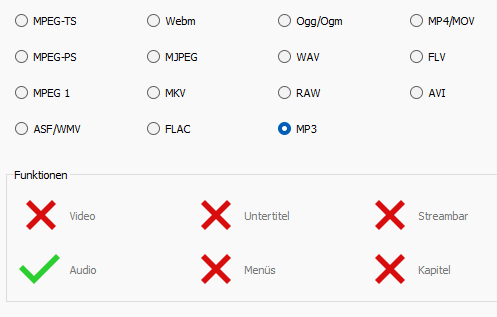 MPEG-TS Webm Ogg/Ogm MP4/MOV
MPEG-PS MJPEG WAV FLV
MPEG 1 MKV RAW AVI
ASF/WMV FLAC MP3
Funktionen
Video Untertitel Streambar
Audio Menüs Kapitel